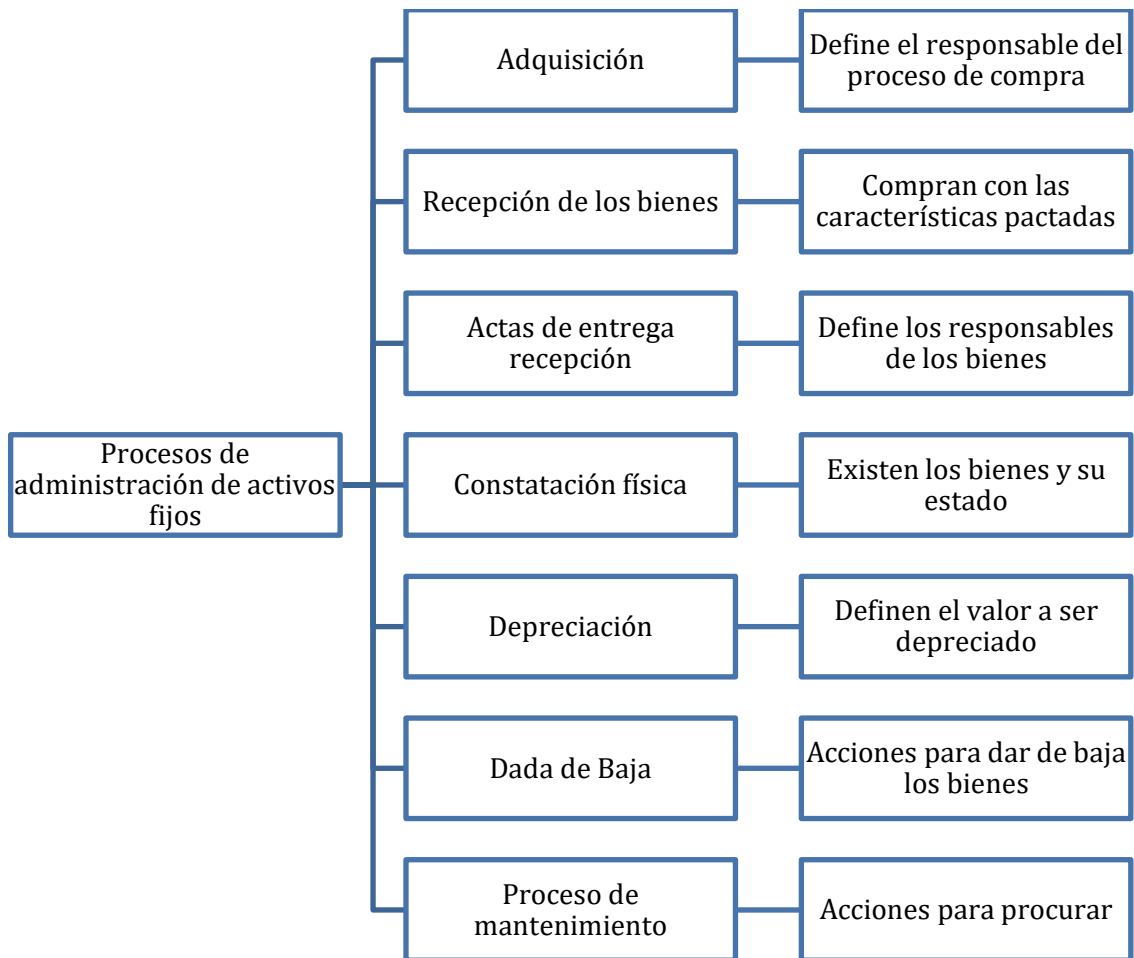 Adquisición
Define el responsable del
proceso de compra
Recepción de los bienes
Compran con las
características pactadas
Actas de entrega
recepción
Define los responsables
de los bienes
Procesos de
administración de activos
fijos
Constatación física
Existen los bienes y su
estado
Depreciación
Definen el valor a ser
depreciado
Dada de Baja
Acciones para dar de baja
los bienes
Proceso de
mantenimiento
Acciones para procurar